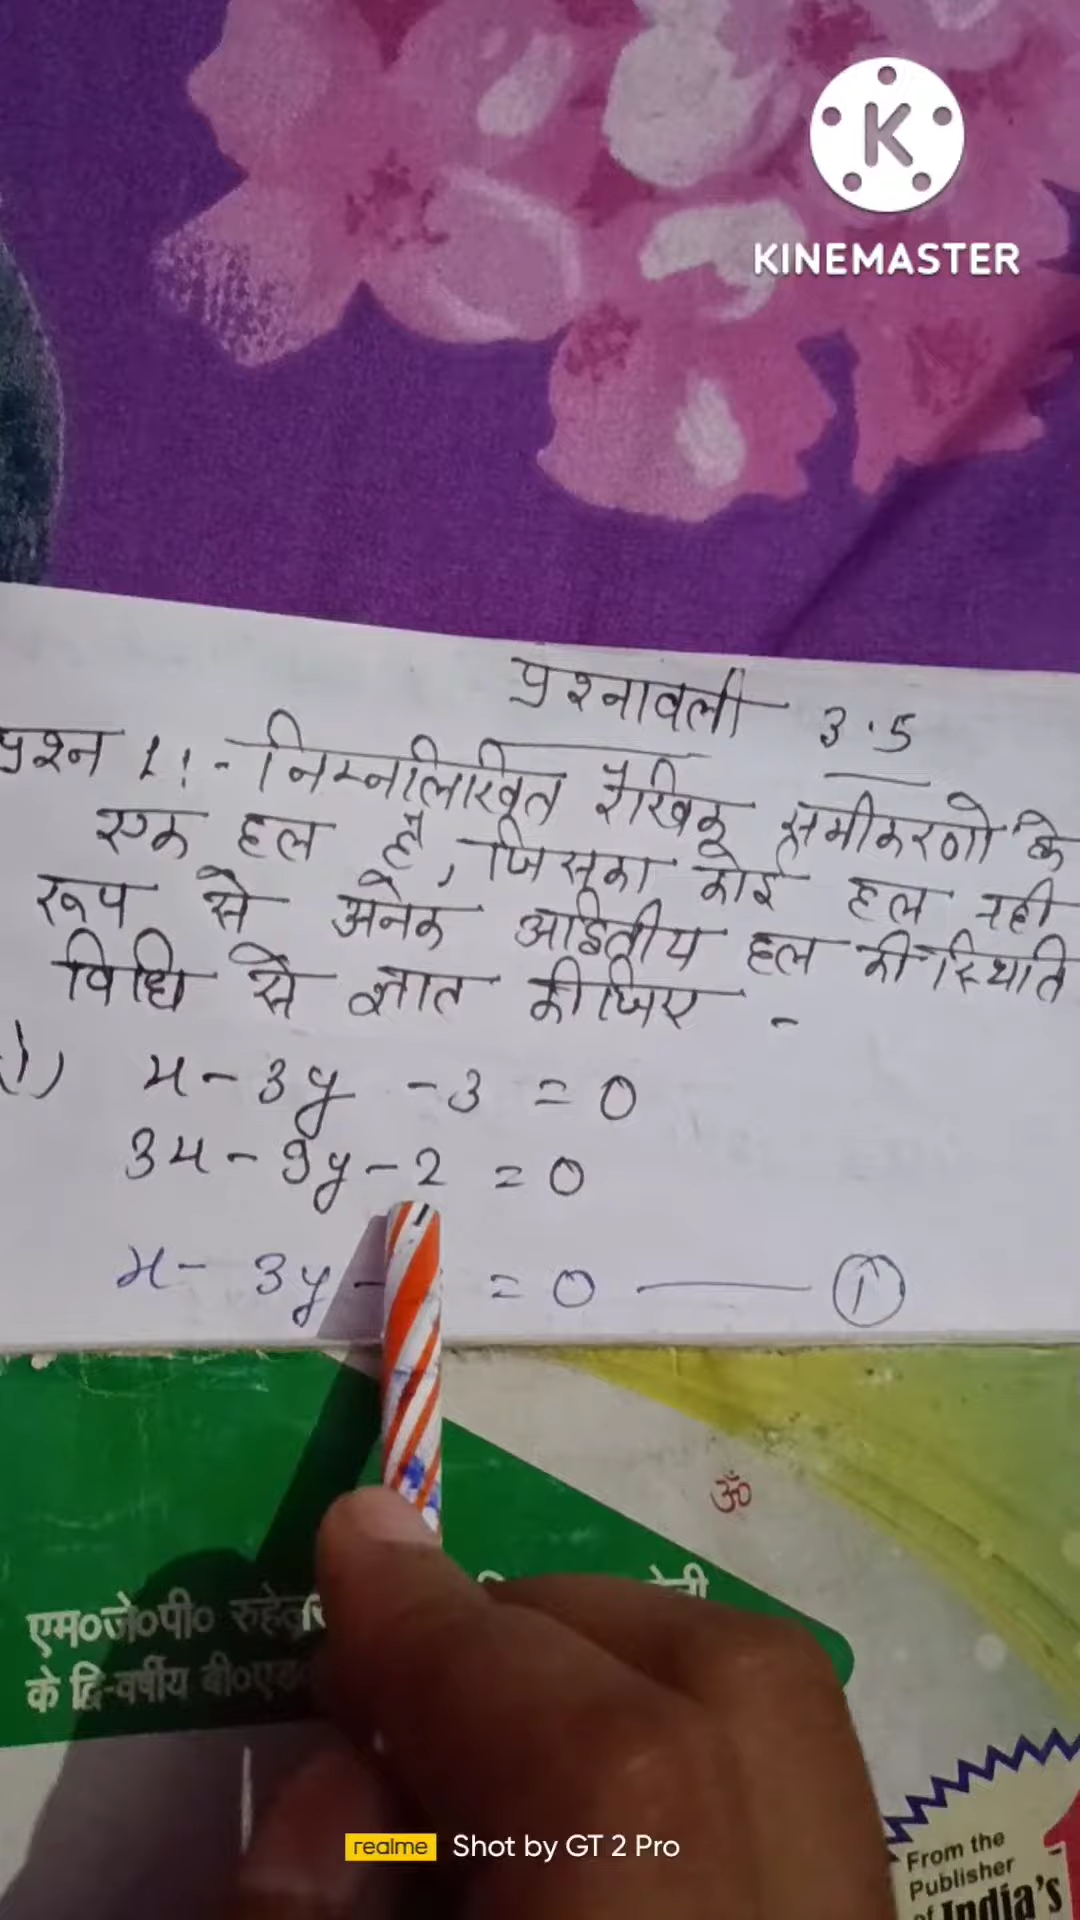 K
KINEMASTER
प्रश्नावली 3.5
प्रश्न 1:- निम्नलिखित रैखिक समीकरणो के
एक हल है, जिसका कोई हल नही
रूप से अनेक अद्वितीय हल की स्थिति
विधि से ज्ञात कीजिए -
x - 3y - 3 = 0
3x - 9y - 2 = 0
x - 3y - = 0 —— 1
ॐ
एम०जे०पी०
के द्वि-वर्षीय बी०एड
From the
Publisher
of India's
realme Shot by GT 2 Pro